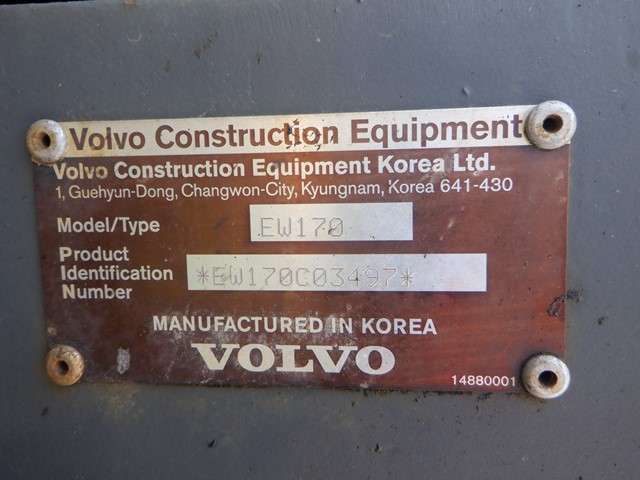 Volvo Construction Equipment
Volvo Construction Equipment Korea Ltd.
1, Guehyun-Dong, Changwon-City, Kyungnam, Korea 641-430
Model/Type EW170
Product
Identification *EW170C03497*
Number
MANUFACTURED IN KOREA
VOLVO
14880001